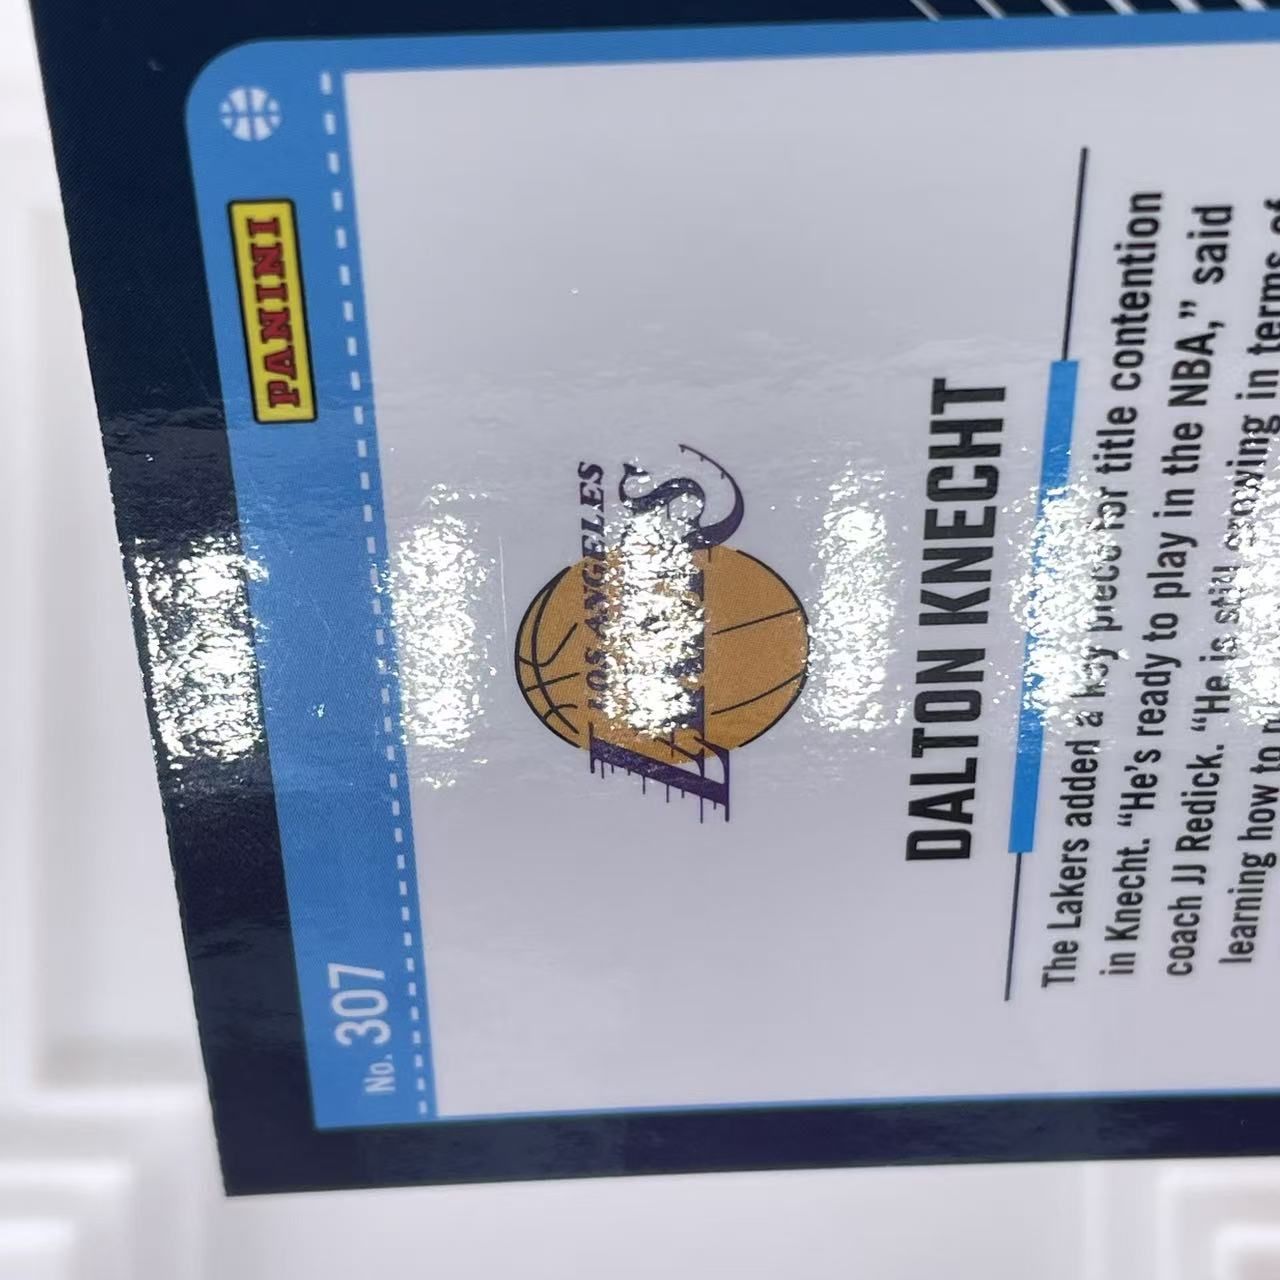 No. 307
PANINI
LOS ANGELES
LAKERS
DALTON KNECHT
The Lakers added a key piece for title contention
in Knecht. “He’s ready to play in the NBA,” said
coach JJ Redick. “He is still growing in terms of
learning how to